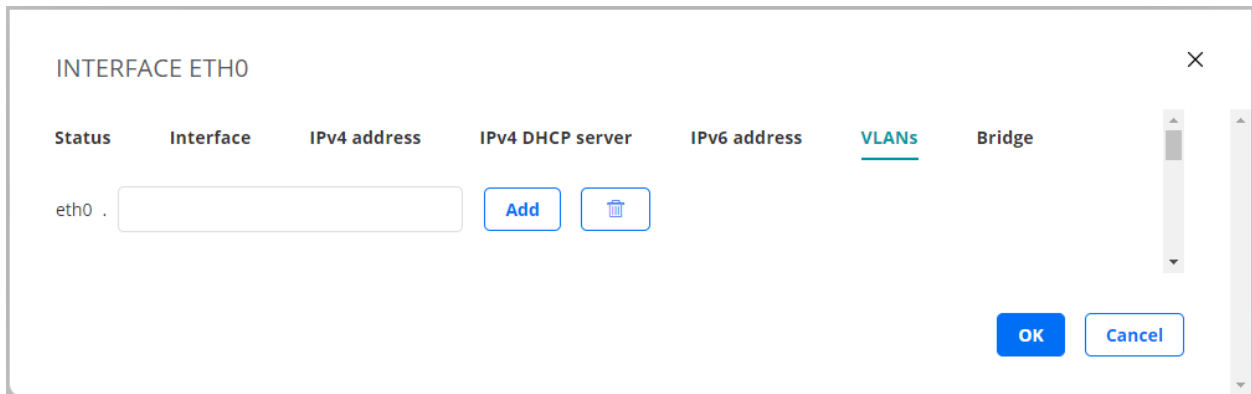 INTERFACE ETH0
Status Interface IPv4 address IPv4 DHCP server IPv6 address VLANs Bridge
eth0 . Add
OK Cancel